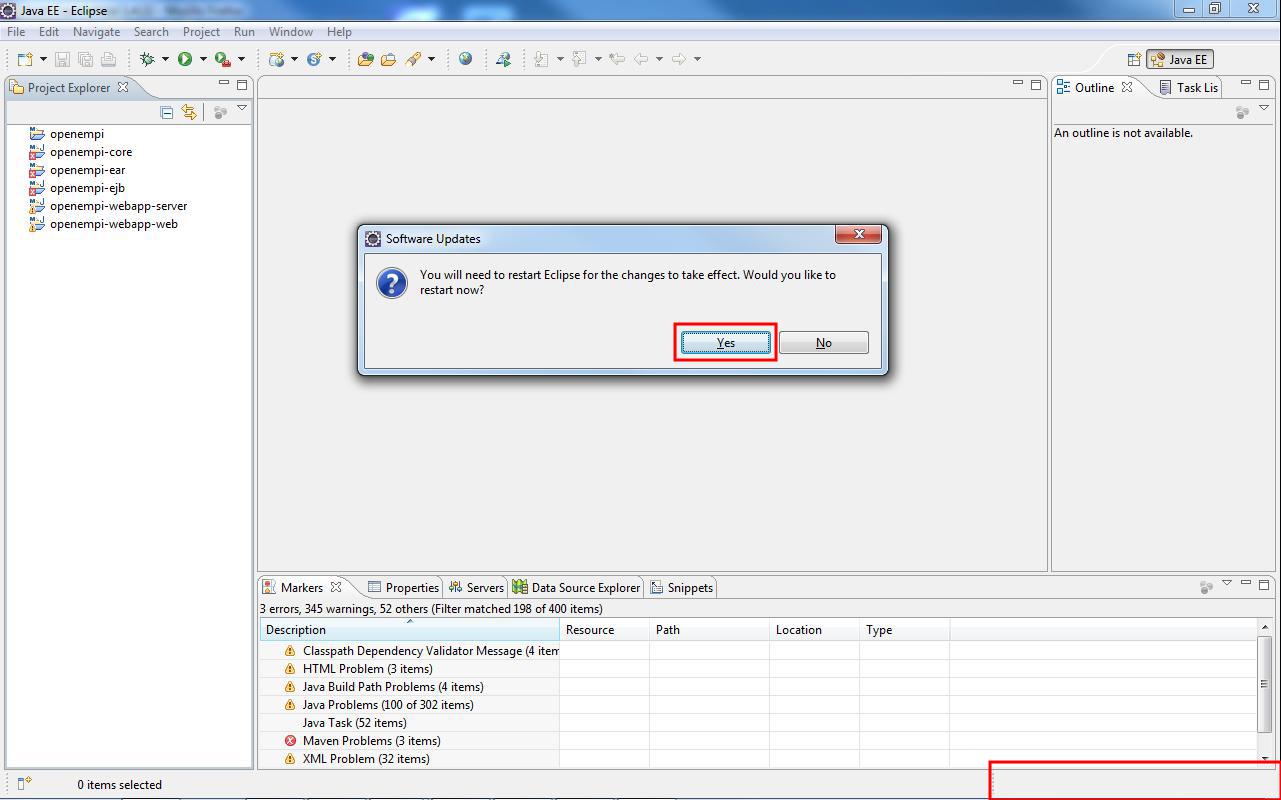 Java EE - Eclipse
File Edit Navigate Search Project Run Window Help
Java EE
Project Explorer
openempi
openempi-core
openempi-ear
openempi-ejb
openempi-webapp-server
openempi-webapp-web
Outline Task Lis
An outline is not available.
Software Updates
You will need to restart Eclipse for the changes to take effect. Would you like to
restart now?
Yes No
Markers Properties Servers Data Source Explorer Snippets
3 errors, 345 warnings, 52 others (Filter matched 198 of 400 items)
Description Resource Path Location Type
Classpath Dependency Validator Message (4 item
HTML Problem (3 items)
Java Build Path Problems (4 items)
Java Problems (100 of 302 items)
Java Task (52 items)
Maven Problems (3 items)
XML Problem (32 items)
0 items selected